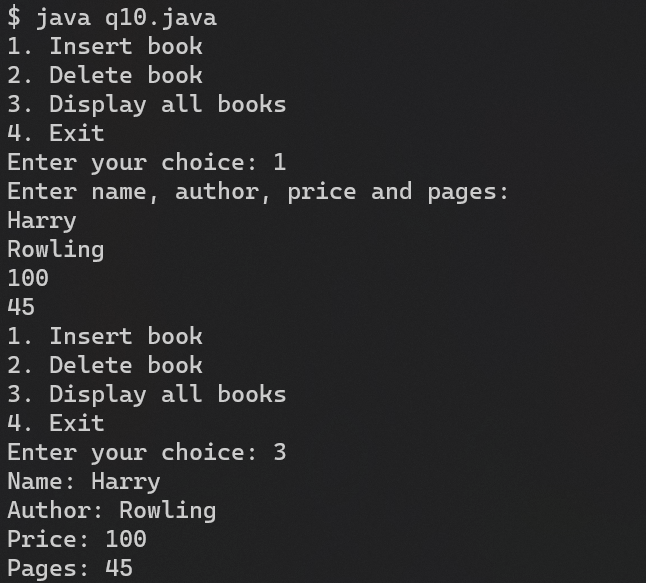 $ java q10.java
1. Insert book
2. Delete book
3. Display all books
4. Exit
Enter your choice: 1
Enter name, author, price and pages:
Harry
Rowling
100
45
1. Insert book
2. Delete book
3. Display all books
4. Exit
Enter your choice: 3
Name: Harry
Author: Rowling
Price: 100
Pages: 45